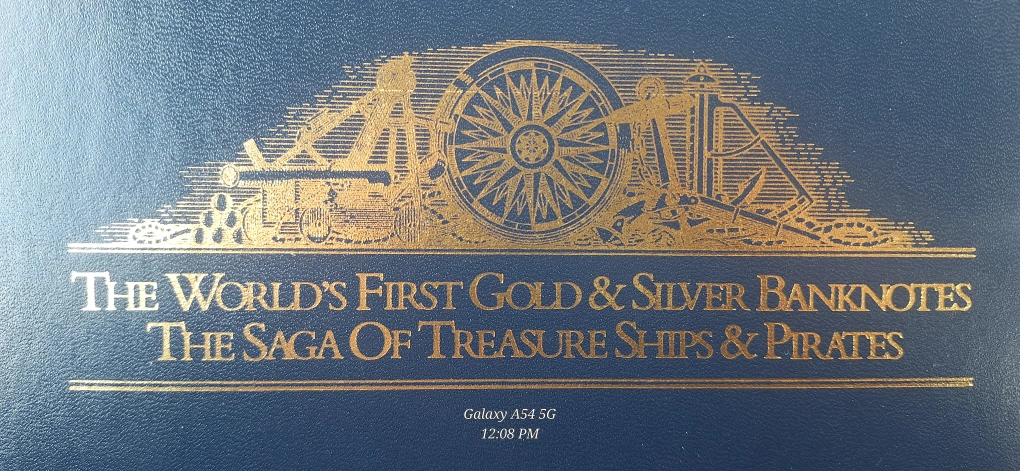 THE WORLD'S FIRST GOLD & SILVER BANKNOTES
THE SAGA OF TREASURE SHIPS & PIRATES
Galaxy A54 5G
12:08 PM